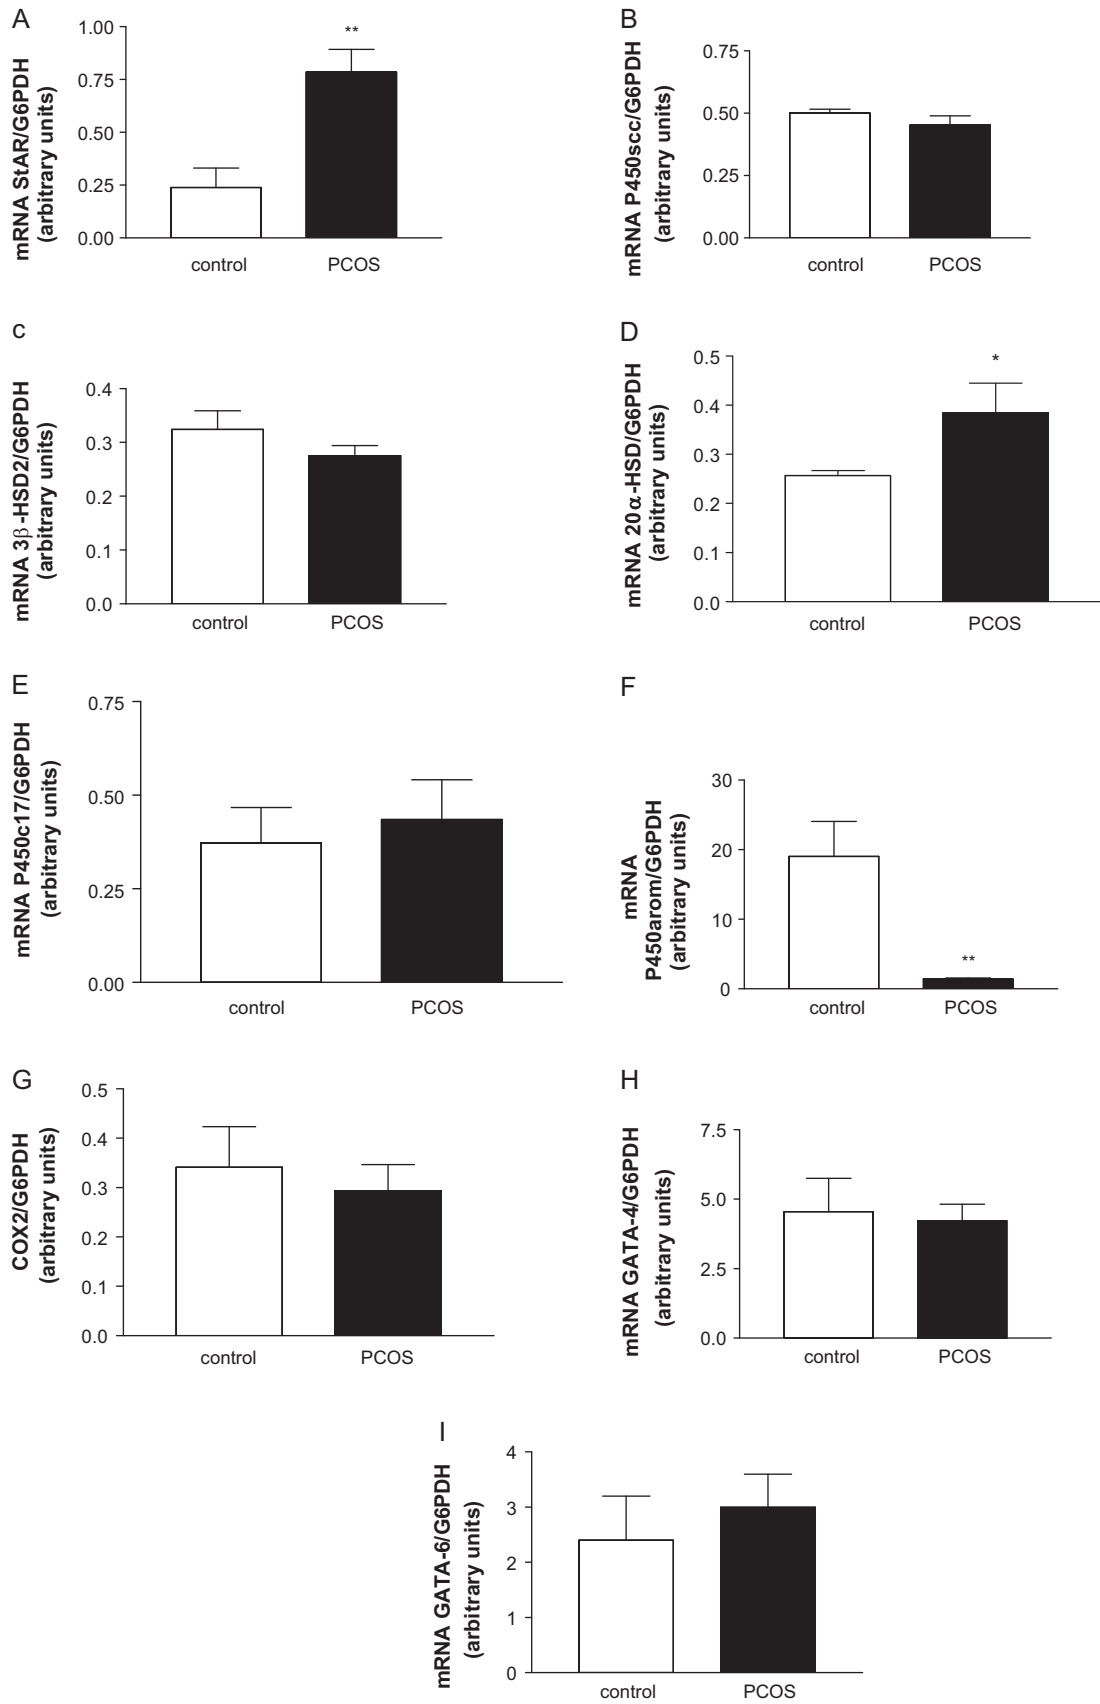 A
mRNA StAR/G6PDH
(arbitrary units)
1.00
0.75
0.50
0.25
0.00
**
control
PCOS
B
mRNA P450scc/G6PDH
(arbitrary units)
0.75
0.50
0.25
0.00
control
PCOS
c
mRNA 3β-HSD2/G6PDH
(arbitrary units)
0.4
0.3
0.2
0.1
0.0
control
PCOS
D
mRNA 20α-HSD/G6PDH
(arbitrary units)
0.5
0.4
0.3
0.2
0.1
0.0
*
control
PCOS
E
mRNA P450c17/G6PDH
(arbitrary units)
0.75
0.50
0.25
0.00
control
PCOS
F
mRNA
P450arom/G6PDH
(arbitrary units)
30
20
10
0
**
control
PCOS
G
COX2/G6PDH
(arbitrary units)
0.5
0.4
0.3
0.2
0.1
0.0
control
PCOS
H
mRNA GATA-4/G6PDH
(arbitrary units)
7.5
5.0
2.5
0.0
control
PCOS
I
mRNA GATA-6/G6PDH
(arbitrary units)
4
3
2
1
0
control
PCOS